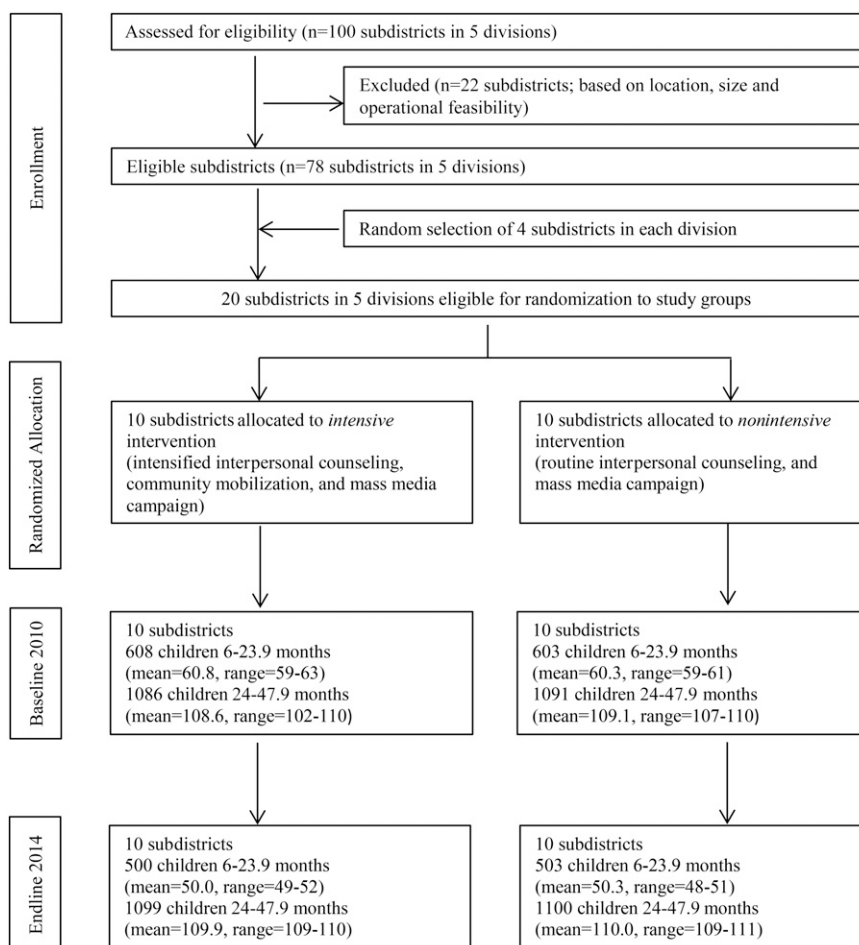 Enrollment
Assessed for eligibility (n=100 subdistricts in 5 divisions)
Excluded (n=22 subdistricts; based on location, size and
operational feasibility)
Eligible subdistricts (n=78 subdistricts in 5 divisions)
Random selection of 4 subdistricts in each division
20 subdistricts in 5 divisions eligible for randomization to study groups
Randomized Allocation
10 subdistricts allocated to intensive
intervention
(intensified interpersonal counseling,
community mobilization, and mass media
campaign)
10 subdistricts allocated to nonintensive
intervention
(routine interpersonal counseling, and
mass media campaign)
Baseline 2010
10 subdistricts
608 children 6-23.9 months
(mean=60.8, range=59-63)
1086 children 24-47.9 months
(mean=108.6, range=102-110)
10 subdistricts
603 children 6-23.9 months
(mean=60.3, range=59-61)
1091 children 24-47.9 months
(mean=109.1, range=107-110)
Endline 2014
10 subdistricts
500 children 6-23.9 months
(mean=50.0, range=49-52)
1099 children 24-47.9 months
(mean=109.9, range=109-110)
10 subdistricts
503 children 6-23.9 months
(mean=50.3, range=48-51)
1100 children 24-47.9 months
(mean=110.0, range=109-111)